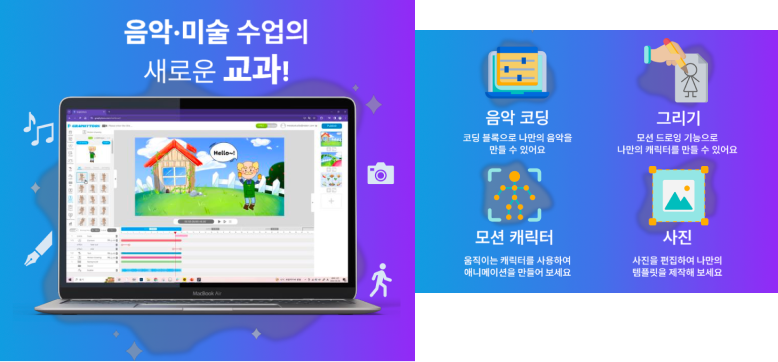 음악·미술 수업의
새로운 교과!
Hello~!
MacBook Air
음악 코딩
코딩 블록으로 나만의 음악을
만들 수 있어요
그리기
모션 드로잉 기능으로
나만의 캐릭터를 만들 수 있어요
모션 캐릭터
움직이는 캐릭터를 사용하여
애니메이션을 만들어 보세요
사진
사진을 편집하여 나만의
템플릿을 제작해 보세요